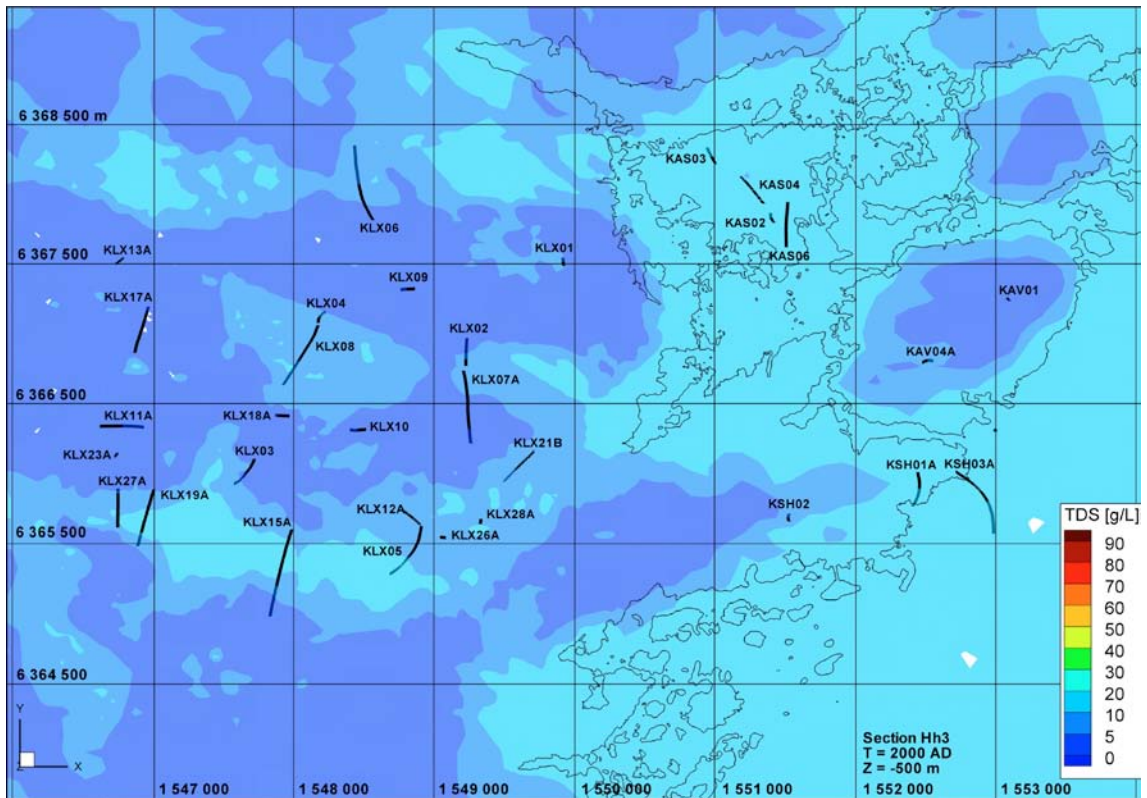 6 368 500 m
KAS03
KAS04
KAS02
KLX06
KLX13A
6 367 500
KLX01
KAS06
KLX09
KAV01
KLX17A
KLX04
KLX02
KLX08
KAV04A
KLX07A
6 366 500
KLX11A
KLX18A
KLX10
KLX21B
KLX23A
KLX03
KSH01A
KSH03A
KLX27A
KLX19A
KSH02
KLX15A
KLX12A
KLX28A
6 365 500
KLX05
KLX26A
TDS [g/L]
90
80
70
60
50
40
30
20
10
5
0
6 364 500
Y
Z
X
Section Hh3
T = 2000 AD
Z = -500 m
1 547 000
1 548 000
1 549 000
1 550 000
1 551 000
1 552 000
1 553 000